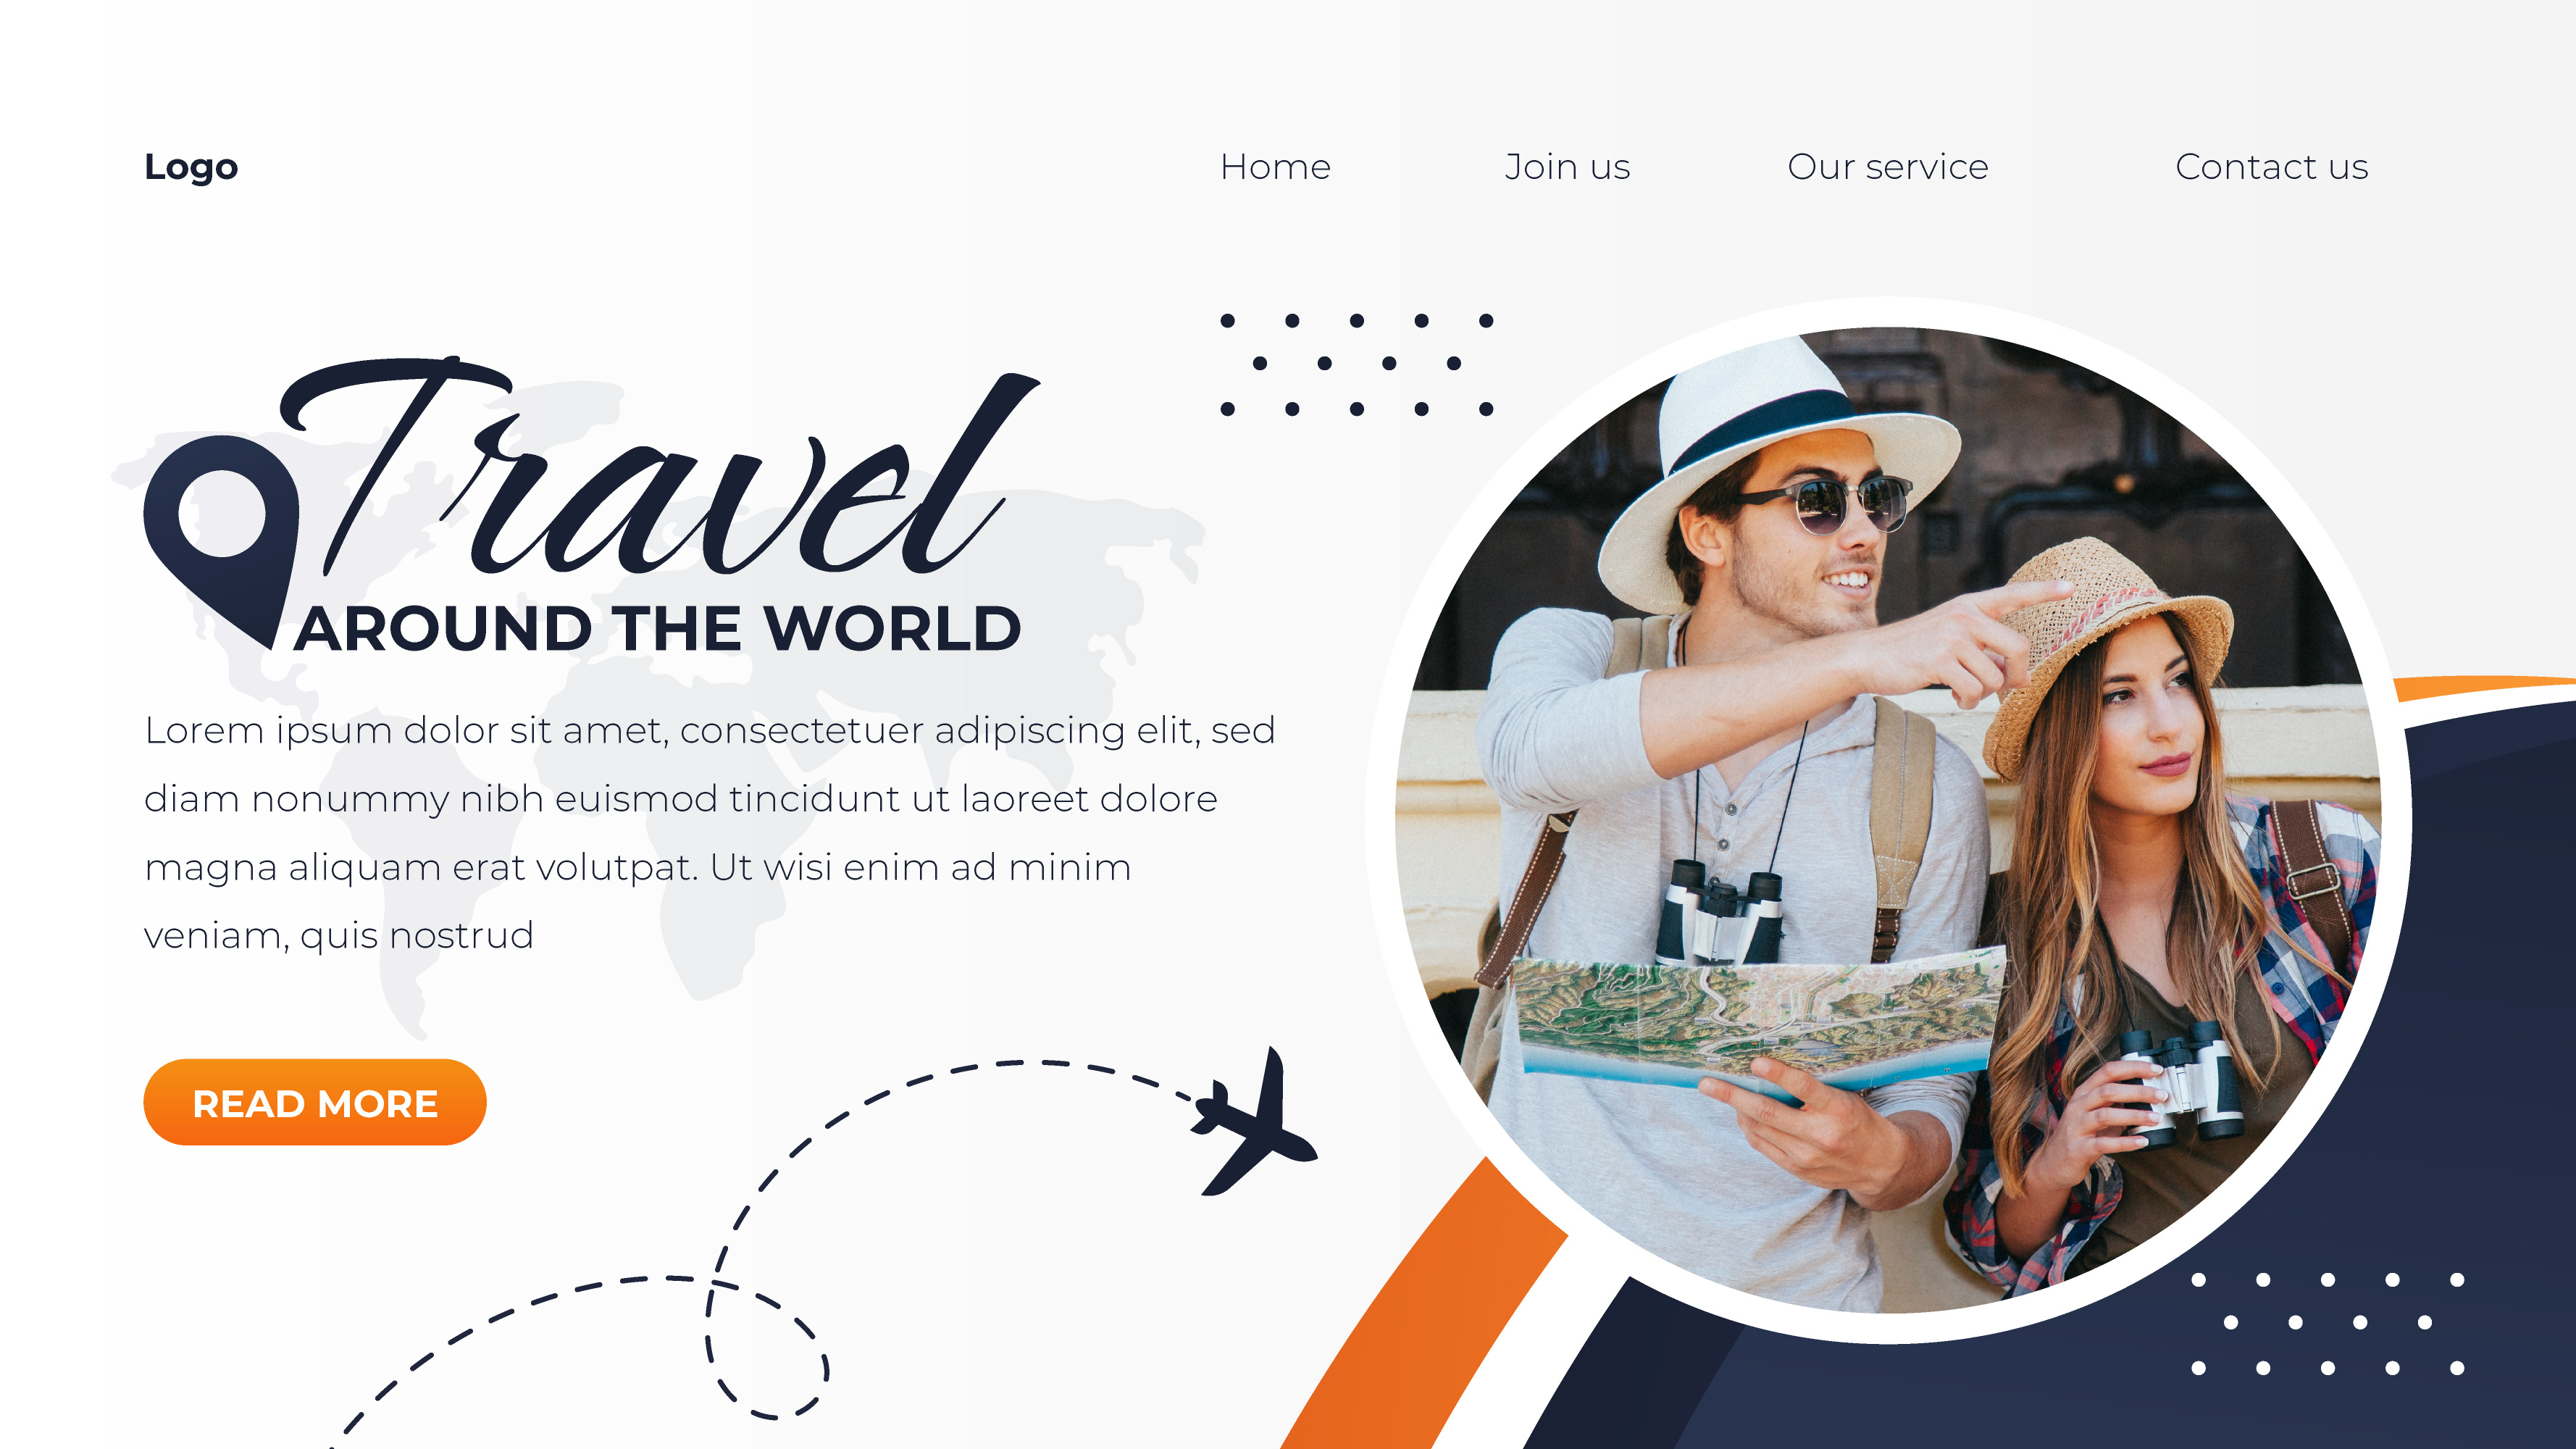 Logo
Home
Join us
Our service
Contact us
Travel
AROUND THE WORLD
Lorem ipsum dolor sit amet, consectetuer adipiscing elit, sed
diam nonummy nibh euismod tincidunt ut laoreet dolore
magna aliquam erat volutpat. Ut wisi enim ad minim
veniam, quis nostrud
READ MORE